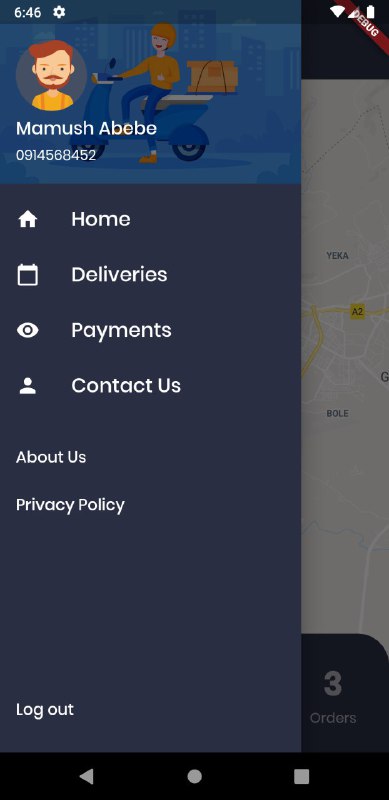 6:46
DEBUG
Mamush Abebe
0914568452
Home
Deliveries
Payments
Contact Us
About Us
Privacy Policy
Log out
YEKA
A2
G
BOLE
3
Orders